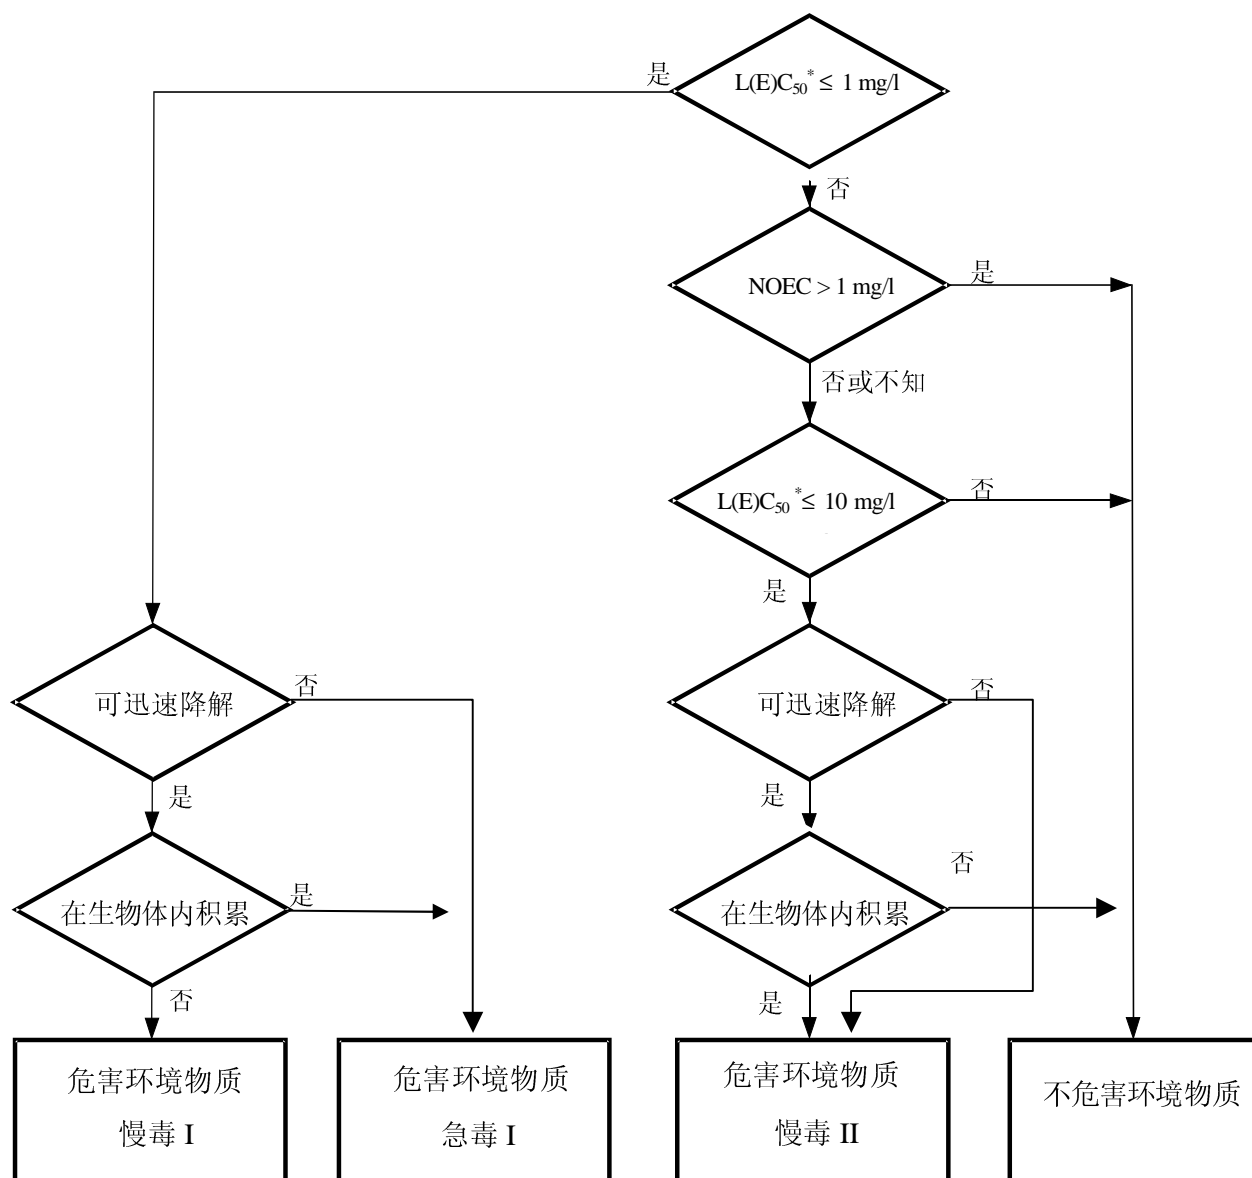 是
L(E)C50* ≤ 1 mg/l
否
NOEC > 1 mg/l
是
否或不知
L(E)C50 *≤ 10 mg/l
否
是
可迅速降解
否
可迅速降解
否
是
是
在生物体内积累
是
在生物体内积累
否
否
是
危害环境物质
慢毒 I
危害环境物质
急毒 I
危害环境物质
慢毒 II
不危害环境物质